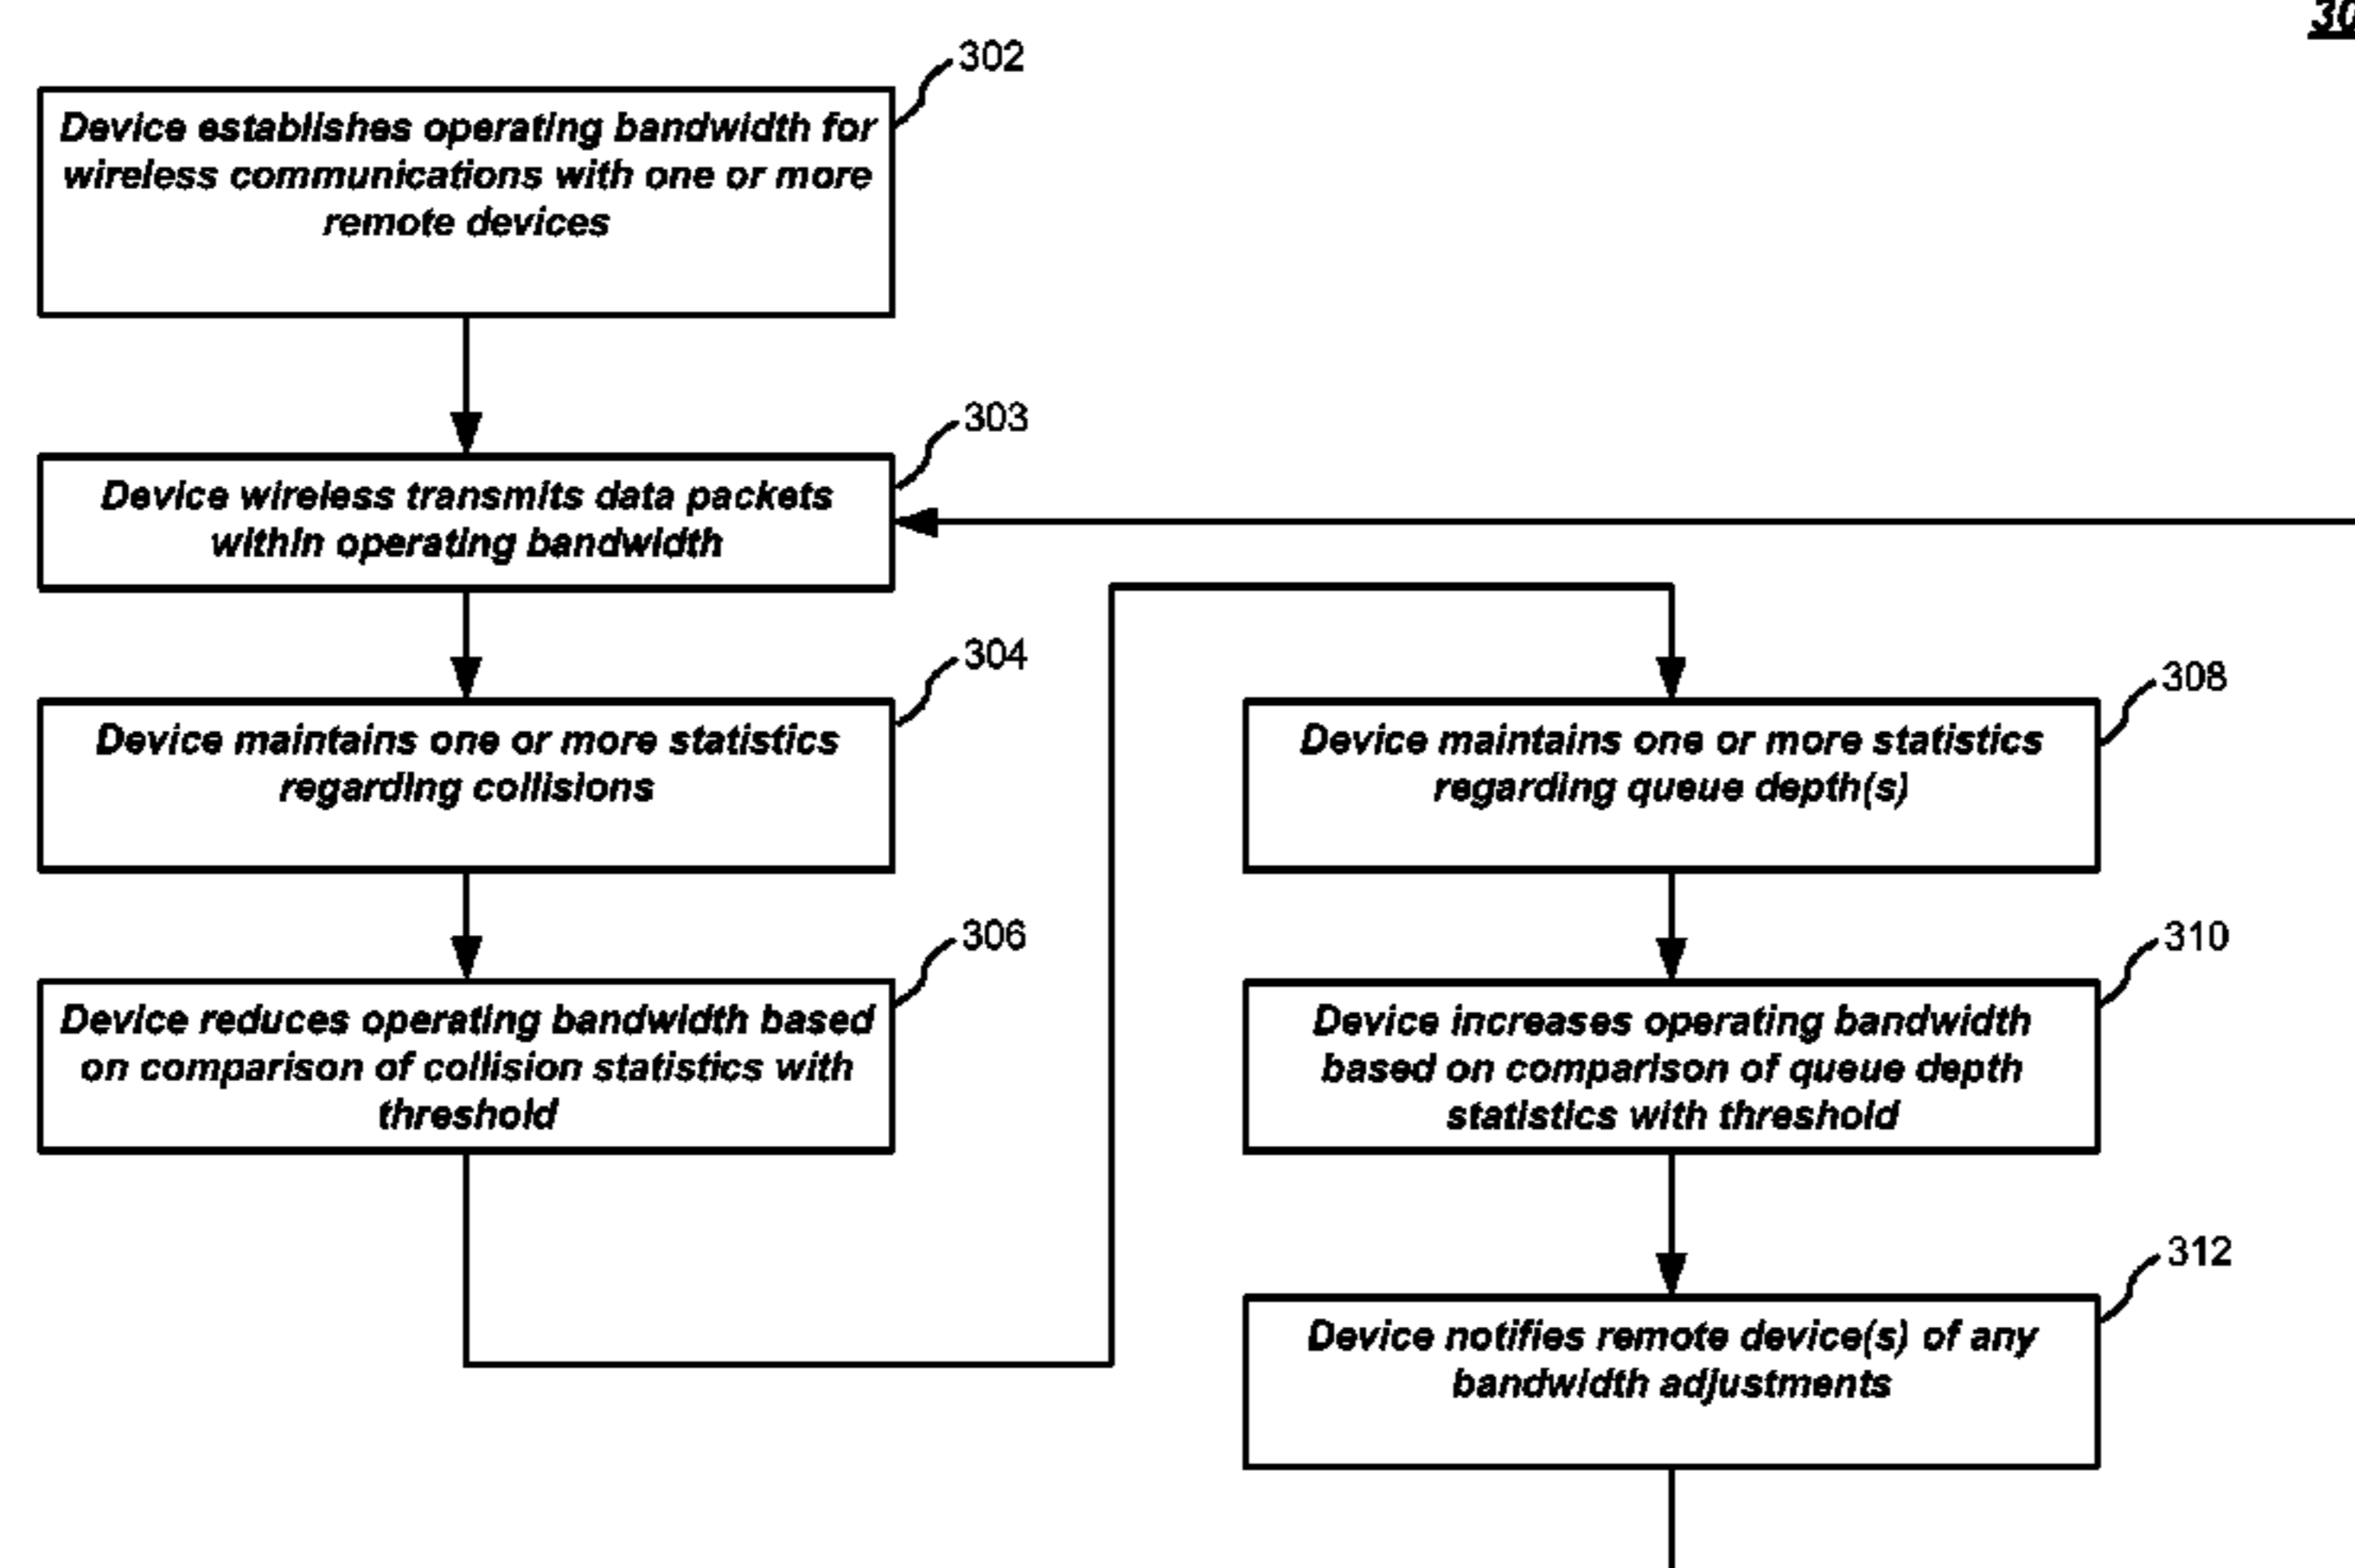 30
302
Device establishes operating bandwidth for
wireless communications with one or more
remote devices
303
Device wireless transmits data packets
within operating bandwidth
304
Device maintains one or more statistics
regarding collisions
306
Device reduces operating bandwidth based
on comparison of collision statistics with
threshold
308
Device maintains one or more statistics
regarding queue depth(s)
310
Device increases operating bandwidth
based on comparison of queue depth
statistics with threshold
312
Device notifies remote device(s) of any
bandwidth adjustments